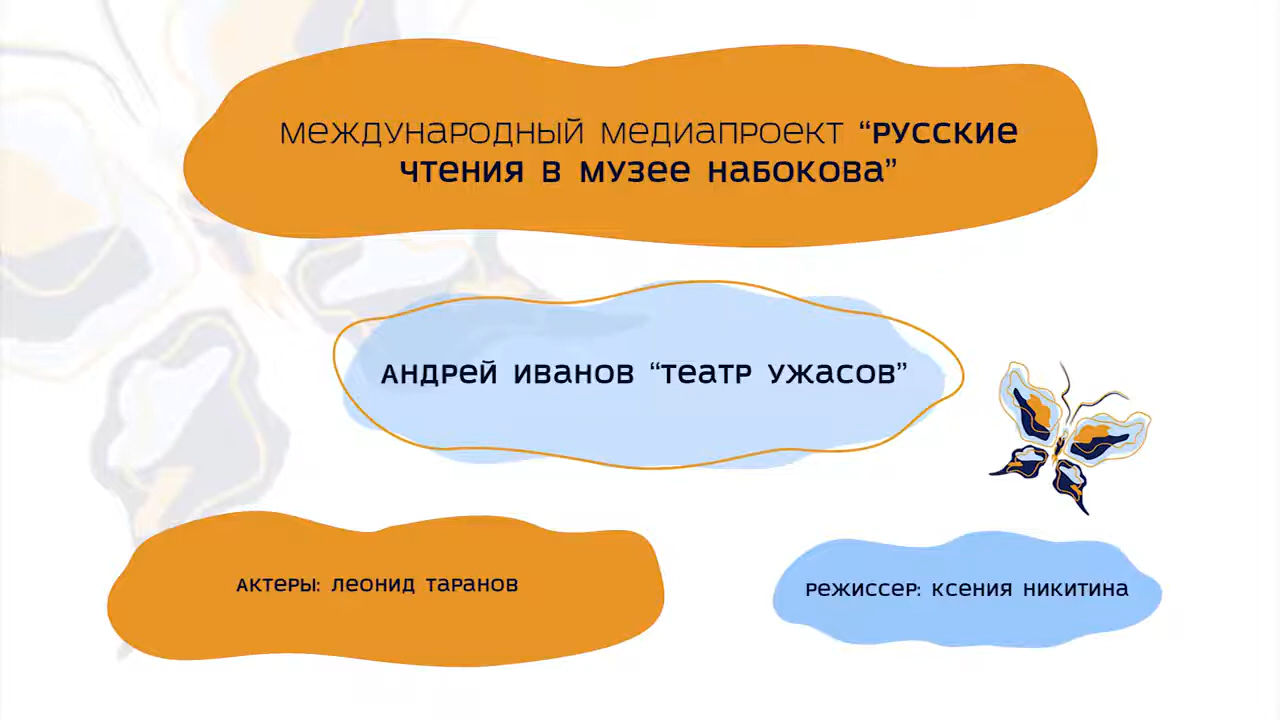 международный медиапроект “Русские
чтения в музее Набокова”
Андрей Иванов “Театр ужасов”
Актеры: Леонид Таранов
Режиссер: Ксения Никитина